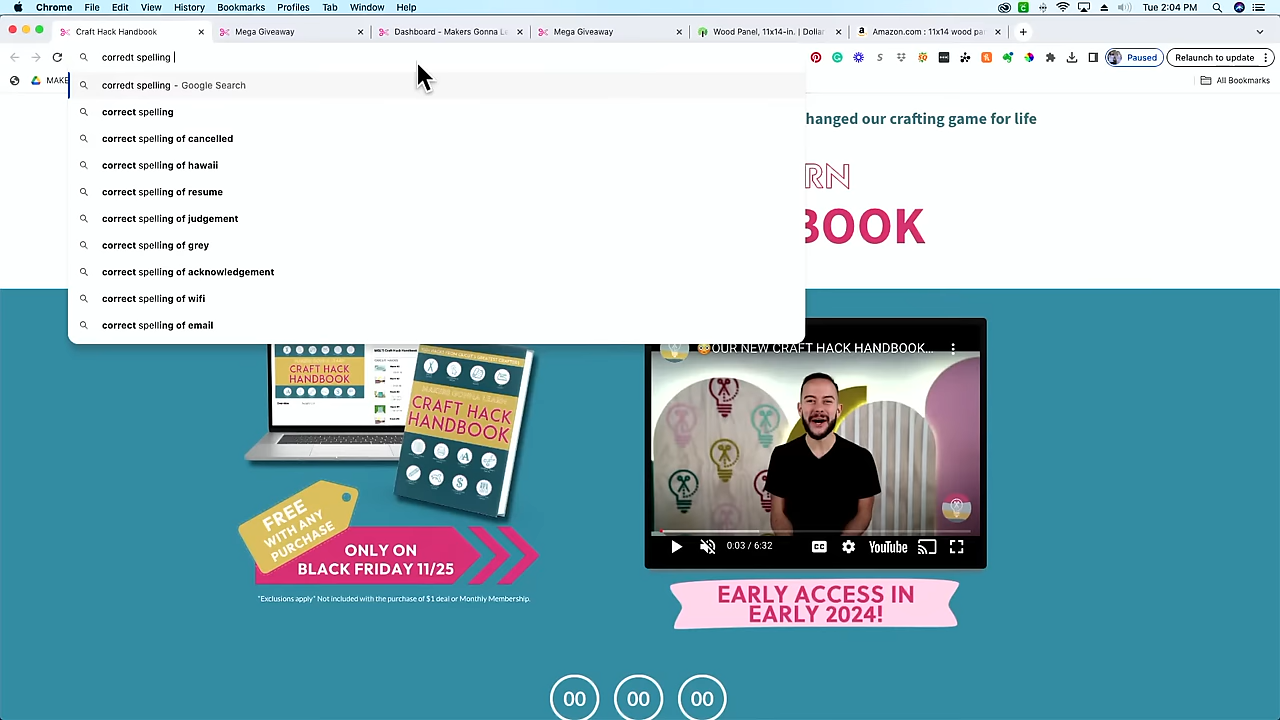 Chrome File Edit View History Bookmarks Profiles Tab Window Help Tue 2:04 PM
Craft Hack Handbook Mega Giveaway Dashboard - Makers Gonna Le Mega Giveaway Wood Panel, 11x14-in. | Dollar Amazon.com : 11x14 wood pa
corredt spelling Paused Relaunch to update
MAKE All Bookmarks
corredt spelling - Google Search
correct spelling
correct spelling of cancelled
correct spelling of hawaii
correct spelling of resume
correct spelling of judgement
correct spelling of grey
correct spelling of acknowledgement
correct spelling of wifi
correct spelling of email
hanged our crafting game for life
RN
BOOK
CRAFT HACK
HANDBOOK
MAKERS GONNA LEARN
CRAFT HACK
HANDBOOK
FREE
WITH ANY
PURCHASE
ONLY ON
BLACK FRIDAY 11/25
"Exclusions apply" Not included with the purchase of $1 deal or Monthly Membership.
OUR NEW CRAFT HACK HANDBOOK...
0:03 / 6:32 CC YouTube
EARLY ACCESS IN
EARLY 2024!
00 00 00